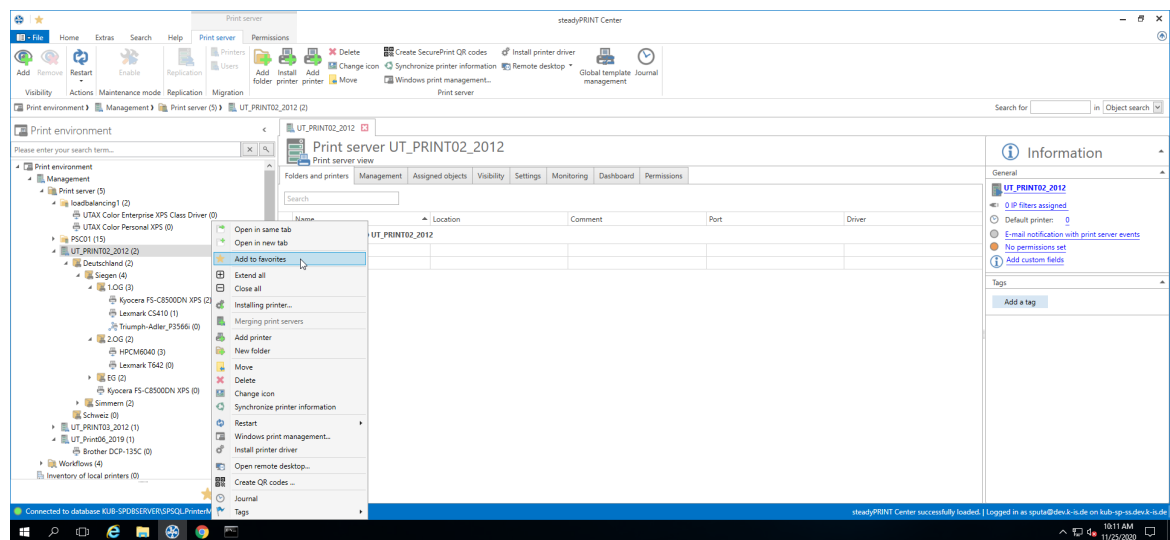 Print server
steadyPRINT Center
File Home Extras Search Help Print server Permissions
Add Remove Restart Enable Replication Printers Users Add folder Install printer Add printer Delete Change icon Move Create SecurePrint QR codes Synchronize printer information Windows print management... Install printer driver Remote desktop Global template management Journal
Visibility Actions Maintenance mode Replication Migration Print server
Print environment Management Print server (5) UT_PRINT02_2012 (2) Search for in Object search
Print environment
Please enter your search term...
Print environment
Management
Print server (5)
loadbalancing1 (2)
UTAX Color Enterprise XPS Class Driver (0)
UTAX Color Personal XPS (0)
PSC01 (15)
UT_PRINT02_2012 (2)
Deutschland (2)
Siegen (4)
1.OG (3)
Kyocera FS-C8500DN XPS (2)
Lexmark CS410 (1)
Triumph-Adler_P3566i (0)
2.OG (2)
HPCM6040 (3)
Lexmark T642 (0)
EG (2)
Kyocera FS-C8500DN XPS (0)
Simmern (2)
Schweiz (0)
UT_PRINT03_2012 (1)
UT_Print06_2019 (1)
Brother DCP-135C (0)
Workflows (4)
Inventory of local printers (0)
Open in same tab
Open in new tab
Add to favorites
Extend all
Close all
Installing printer...
Merging print servers
Add printer
New folder
Move
Delete
Change icon
Synchronize printer information
Restart
Windows print management...
Install printer driver
Open remote desktop...
Create QR codes ...
Journal
Tags
UT_PRINT02_2012
Print server UT_PRINT02_2012
Print server view
Folders and printers Management Assigned objects Visibility Settings Monitoring Dashboard Permissions
Search
Name Location Comment Port Driver
UT_PRINT02_2012
Information
General
UT_PRINT02_2012
0 IP filters assigned
Default printer: 0
E-mail notification with print server events
No permissions set
Add custom fields
Tags
Add a tag
Connected to database KUB-SPDBSERVER\SPSQL.PrinterM
steadyPRINT Center successfully loaded. | Logged in as sputa@dev.k-is.de on kub-sp-ss.dev.k-is.de
10:11 AM
11/25/2020